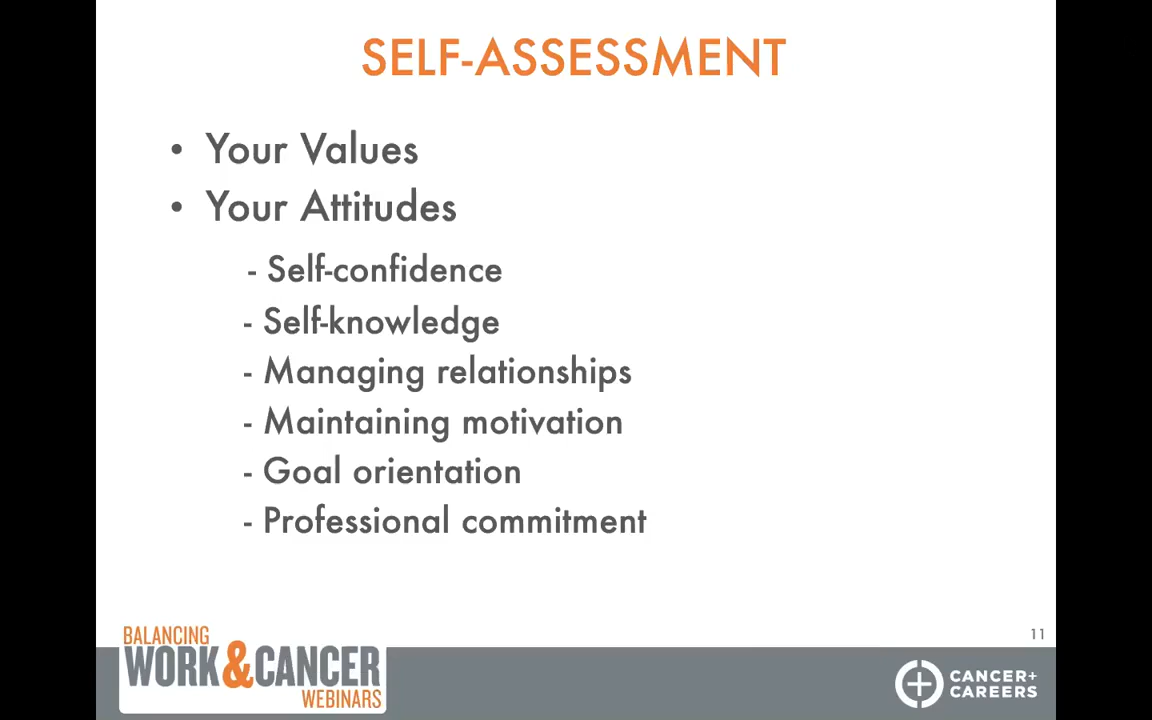 SELF-ASSESSMENT
• Your Values
• Your Attitudes
- Self-confidence
- Self-knowledge
- Managing relationships
- Maintaining motivation
- Goal orientation
- Professional commitment
11
BALANCING
WORK & CANCER
WEBINARS
CANCER+
CAREERS